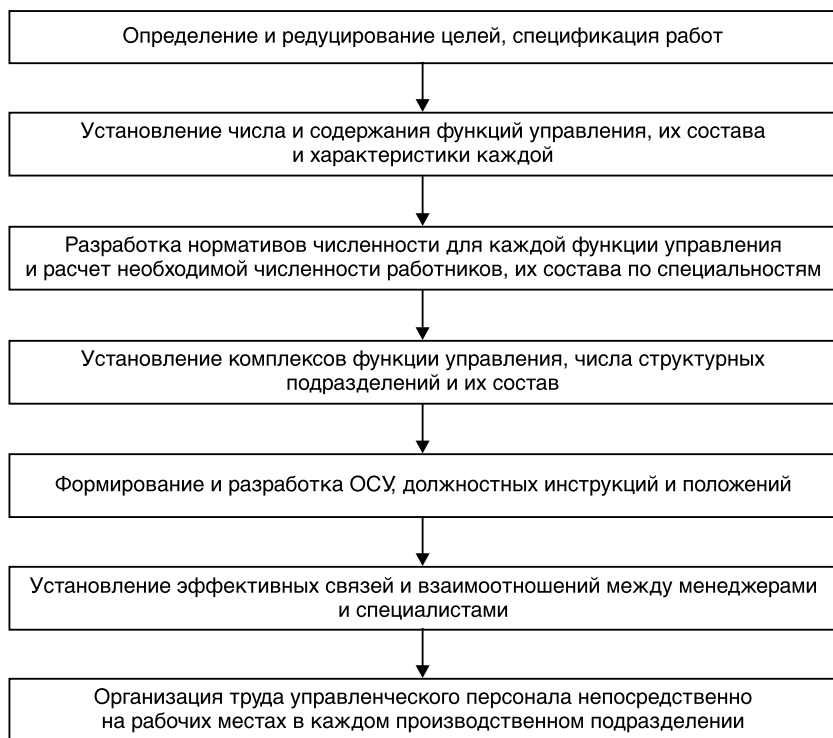 Определение и редуцирование целей, спецификация работ
Установление числа и содержания функций управления, их состава
и характеристики каждой
Разработка нормативов численности для каждой функции управления
и расчет необходимой численности работников, их состава по специальностям
Установление комплексов функции управления, числа структурных
подразделений и их состав
Формирование и разработка ОСУ, должностных инструкций и положений
Установление эффективных связей и взаимоотношений между менеджерами
и специалистами
Организация труда управленческого персонала непосредственно
на рабочих местах в каждом производственном подразделении